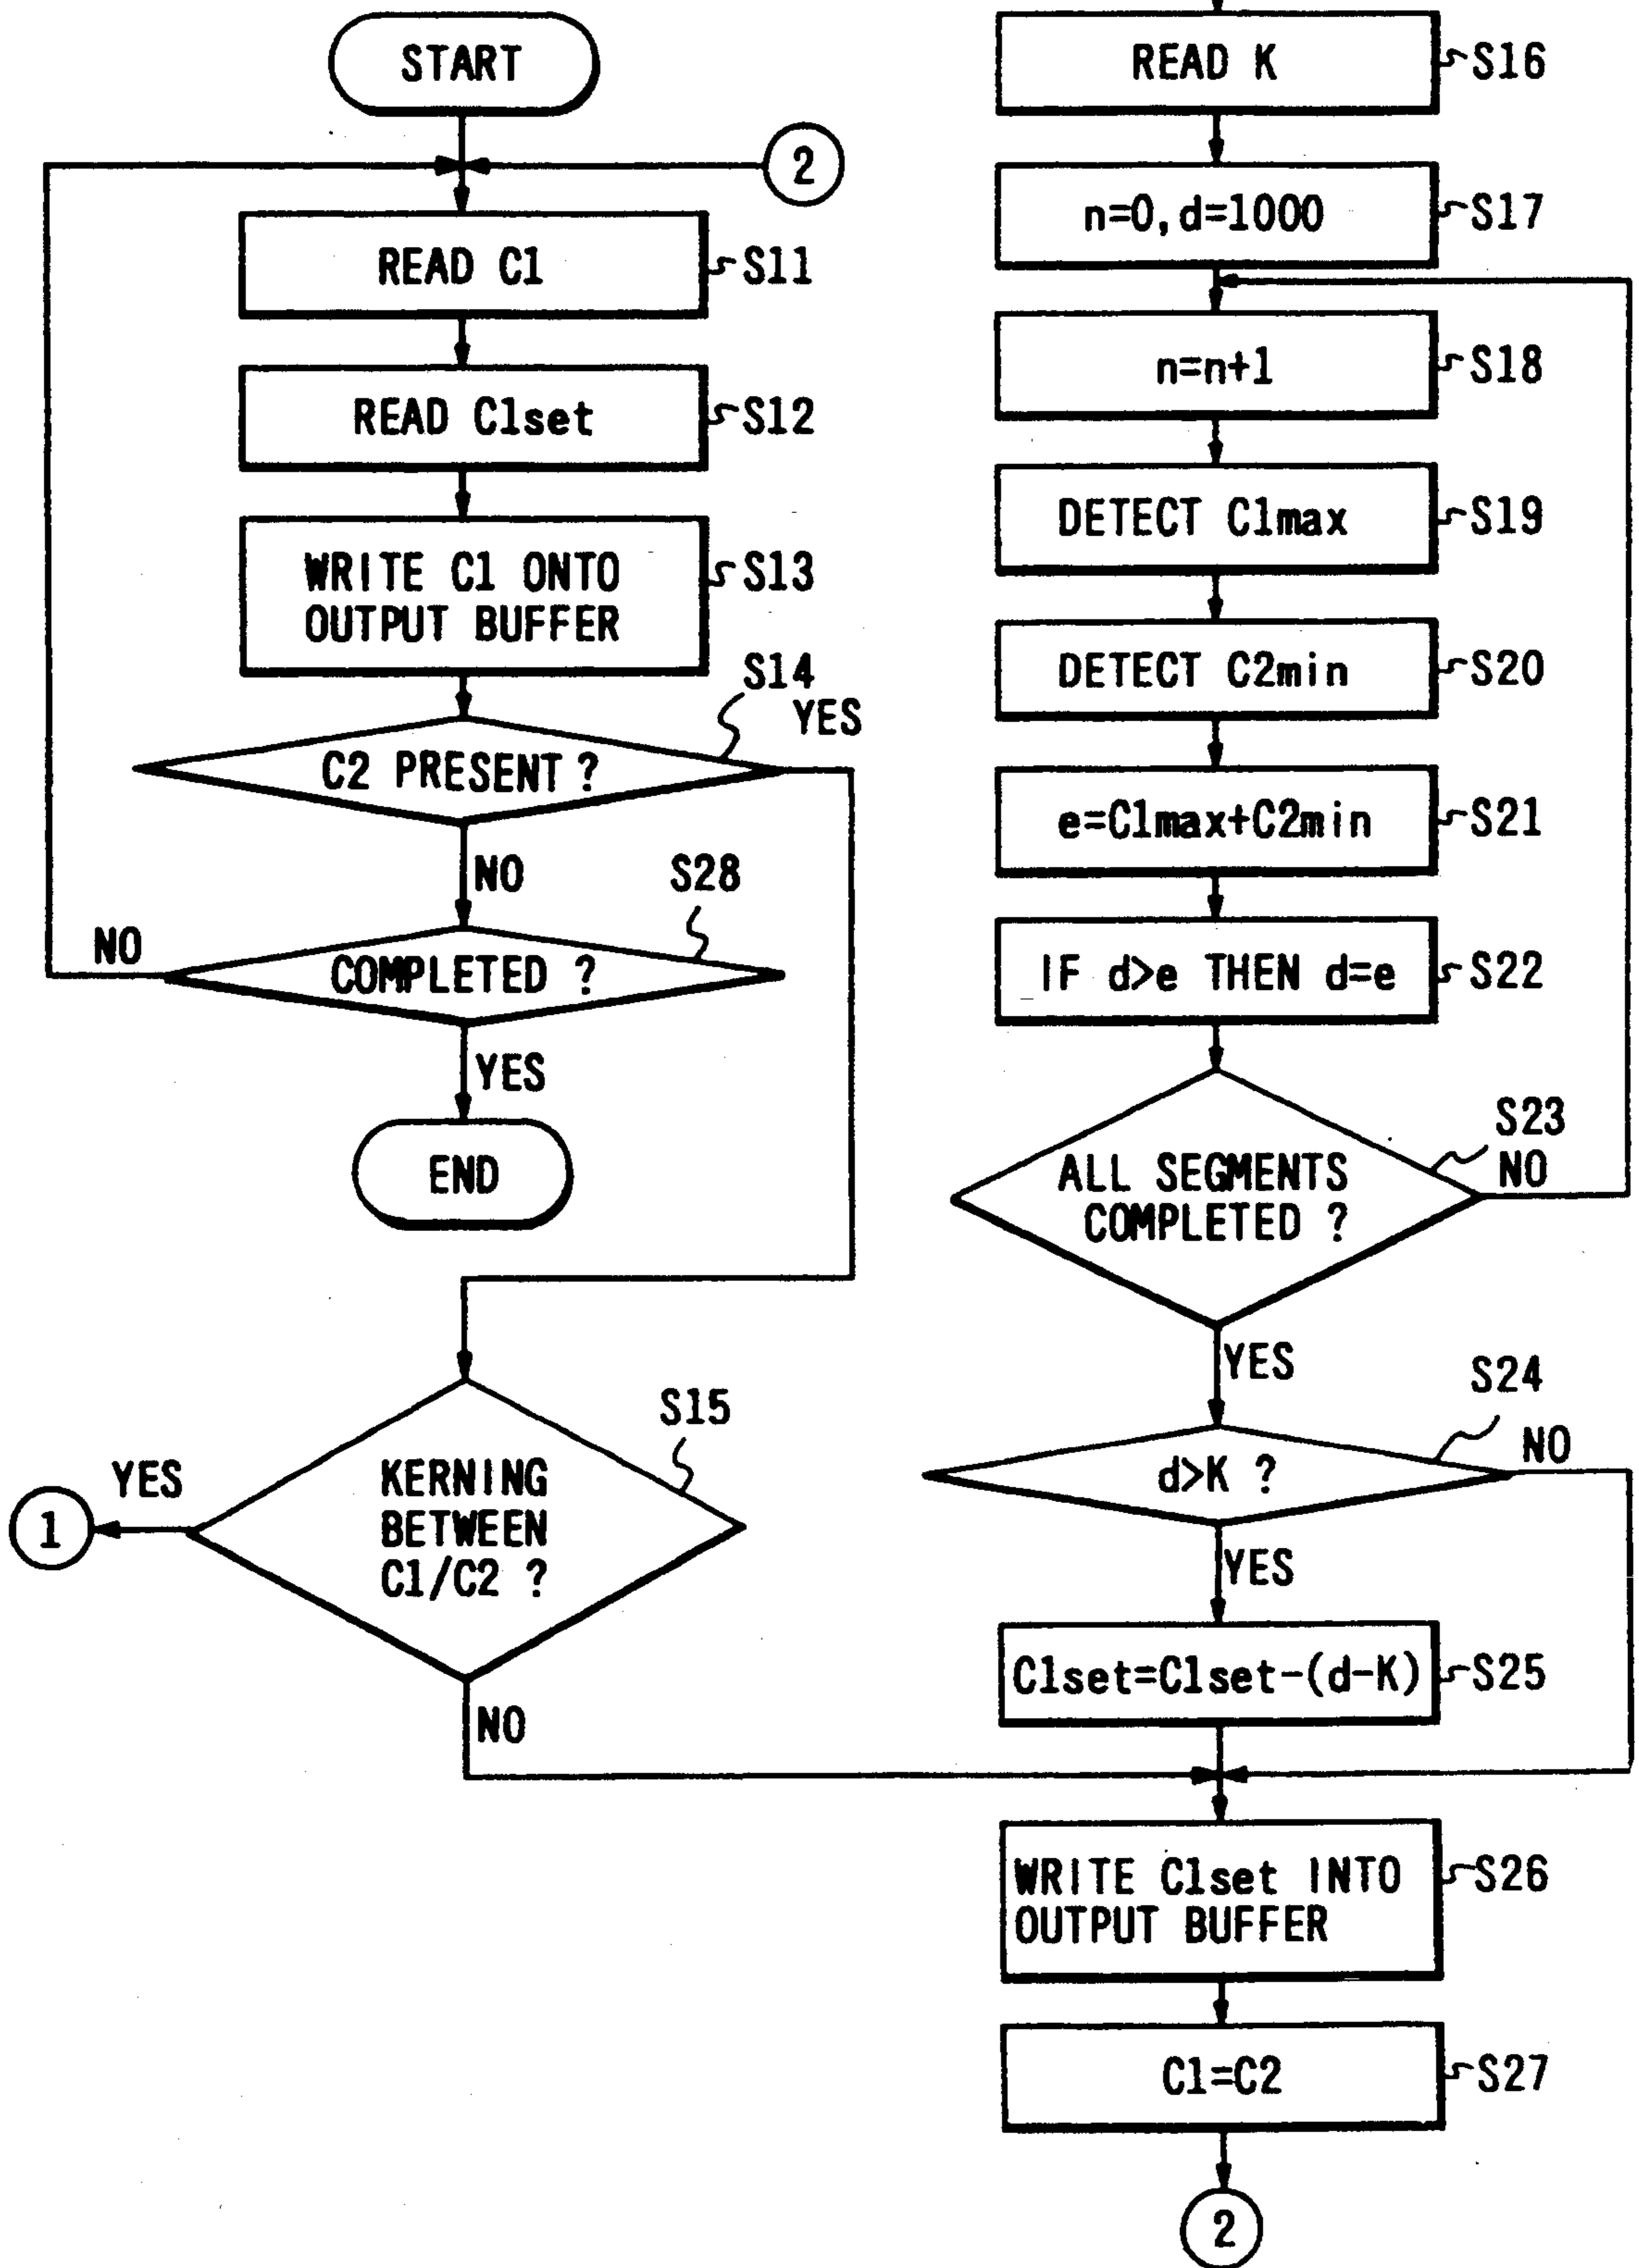 START
2
READ C1
S11
READ C1set
S12
WRITE C1 ONTO
OUTPUT BUFFER
S13
S14
YES
C2 PRESENT ?
NO
S28
NO
COMPLETED ?
YES
END
S15
YES
KERNING
BETWEEN
C1/C2 ?
1
NO
READ K
S16
n=0, d=1000
S17
n=n+1
S18
DETECT C1max
S19
DETECT C2min
S20
e=C1max+C2min
S21
IF d>e THEN d=e
S22
S23
ALL SEGMENTS
COMPLETED ?
NO
YES
S24
NO
d>K ?
YES
C1set=C1set-(d-K)
S25
WRITE C1set INTO
OUTPUT BUFFER
S26
C1=C2
S27
2